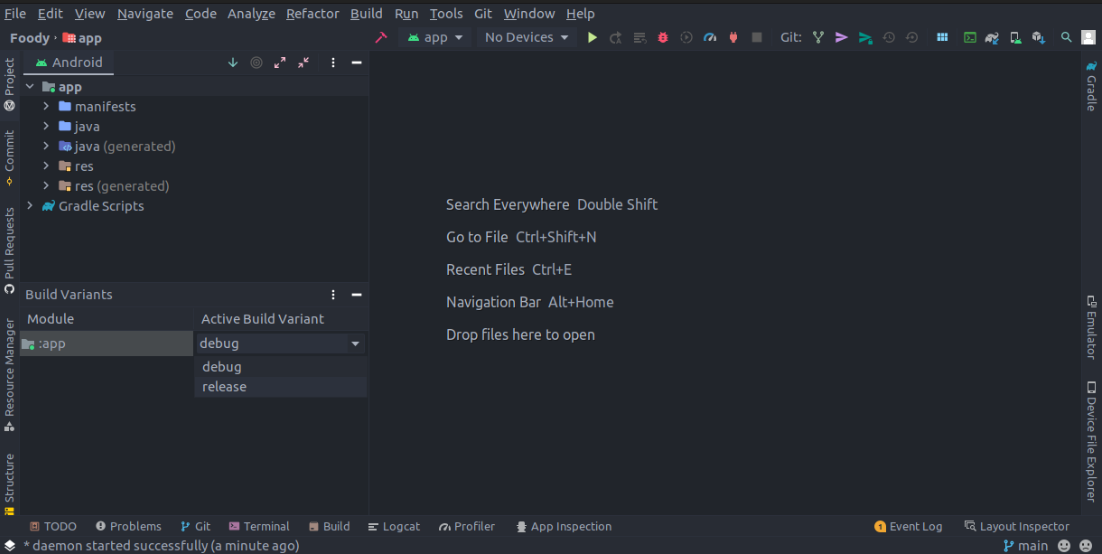 File Edit View Navigate Code Analyze Refactor Build Run Tools Git Window Help
Foody app
app No Devices Git:
Project
Commit
Pull Requests
Resource Manager
Structure
Android
app
manifests
java
java (generated)
res
res (generated)
Gradle Scripts
Build Variants
Module Active Build Variant
:app debug
debug
release
Search Everywhere Double Shift
Go to File Ctrl+Shift+N
Recent Files Ctrl+E
Navigation Bar Alt+Home
Drop files here to open
Gradle
Emulator
Device File Explorer
TODO Problems Git Terminal Build Logcat Profiler App Inspection 1 Event Log Layout Inspector
* daemon started successfully (a minute ago) main